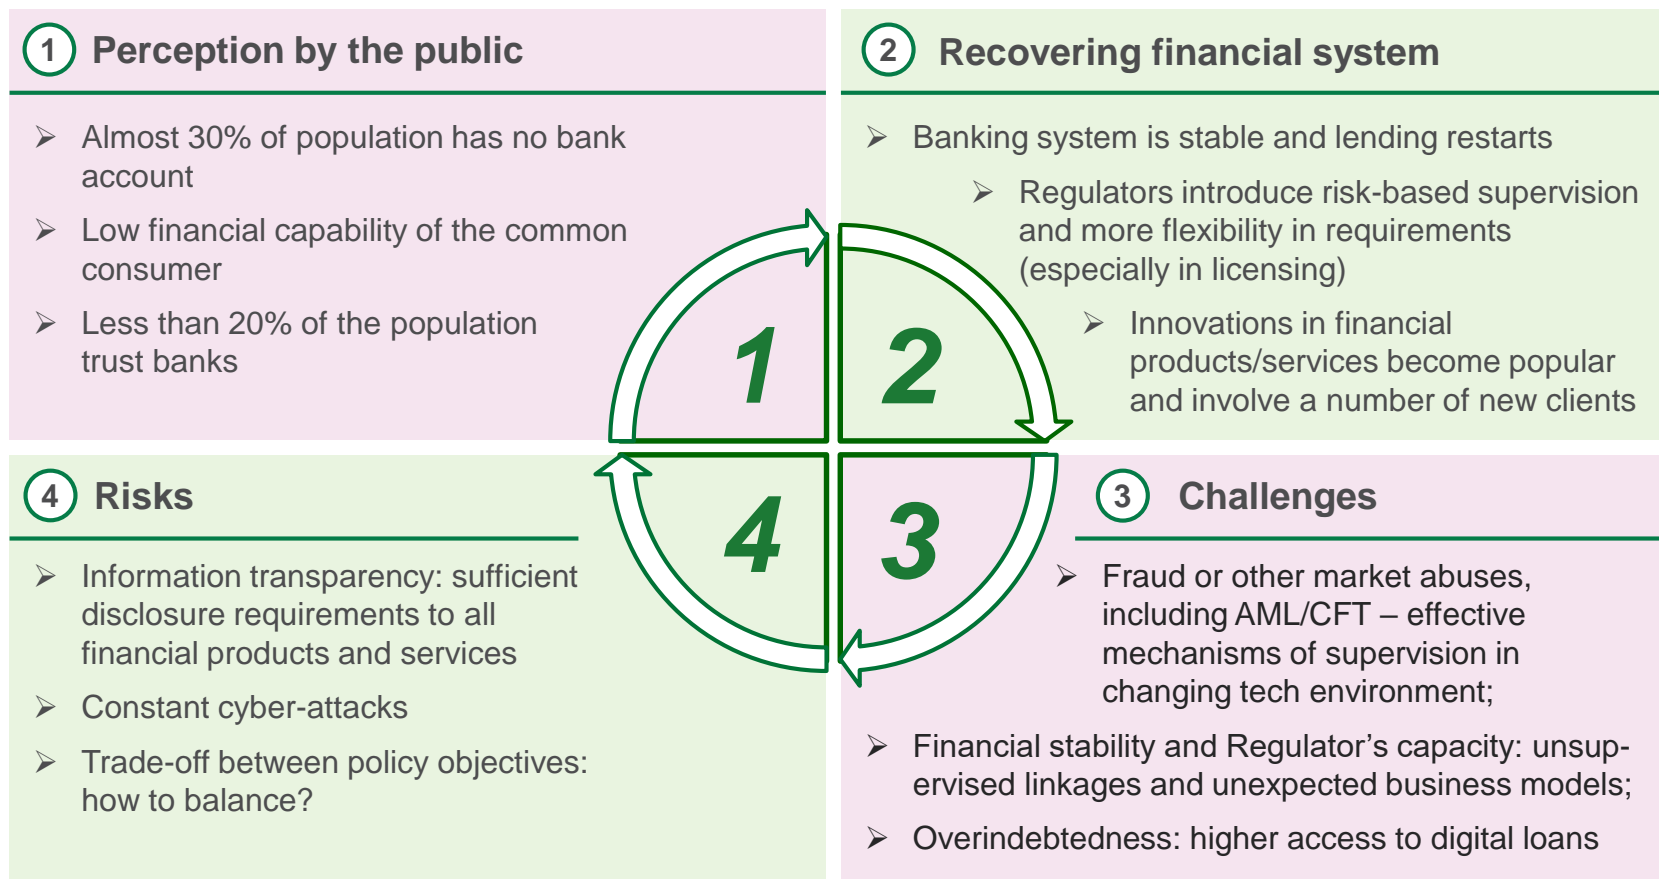 1 Perception by the public
➢ Almost 30% of population has no bank
account
➢ Low financial capability of the common
consumer
➢ Less than 20% of the population
trust banks
2 Recovering financial system
➢ Banking system is stable and lending restarts
➢ Regulators introduce risk-based supervision
and more flexibility in requirements
(especially in licensing)
➢ Innovations in financial
products/services become popular
and involve a number of new clients
1
2
4
3
4 Risks
➢ Information transparency: sufficient
disclosure requirements to all
financial products and services
➢ Constant cyber-attacks
➢ Trade-off between policy objectives:
how to balance?
3 Challenges
➢ Fraud or other market abuses,
including AML/CFT – effective
mechanisms of supervision in
changing tech environment;
➢ Financial stability and Regulator’s capacity: unsup-
ervised linkages and unexpected business models;
➢ Overindebtedness: higher access to digital loans